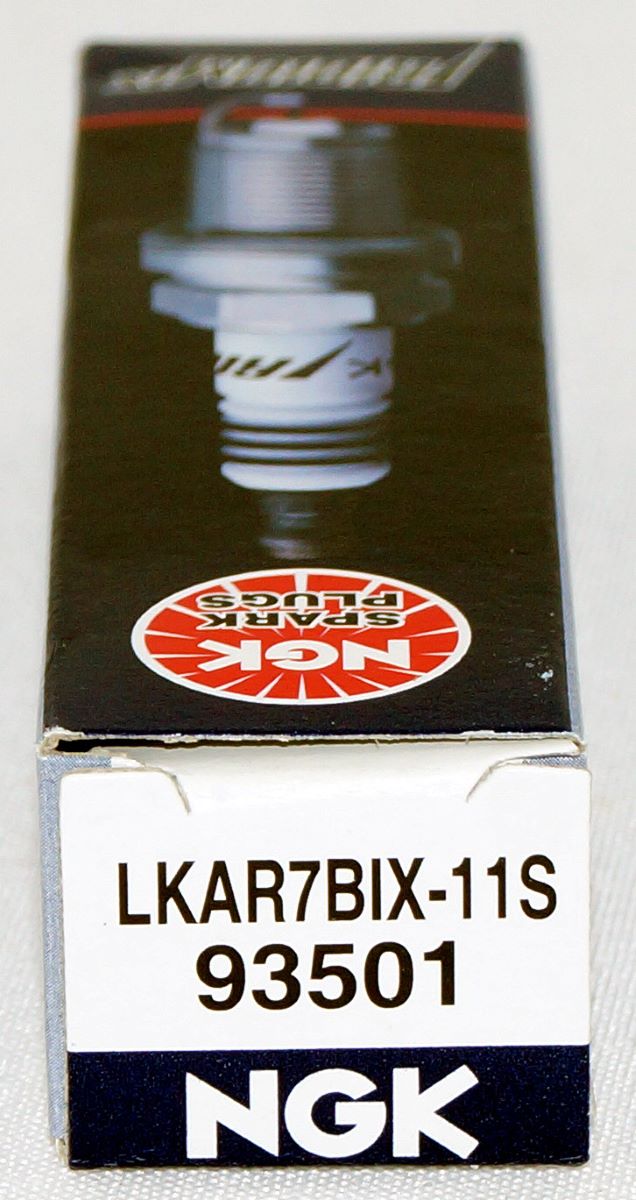 NGK
SPARK
PLUGS
LKAR7BIX-11S
93501
NGK